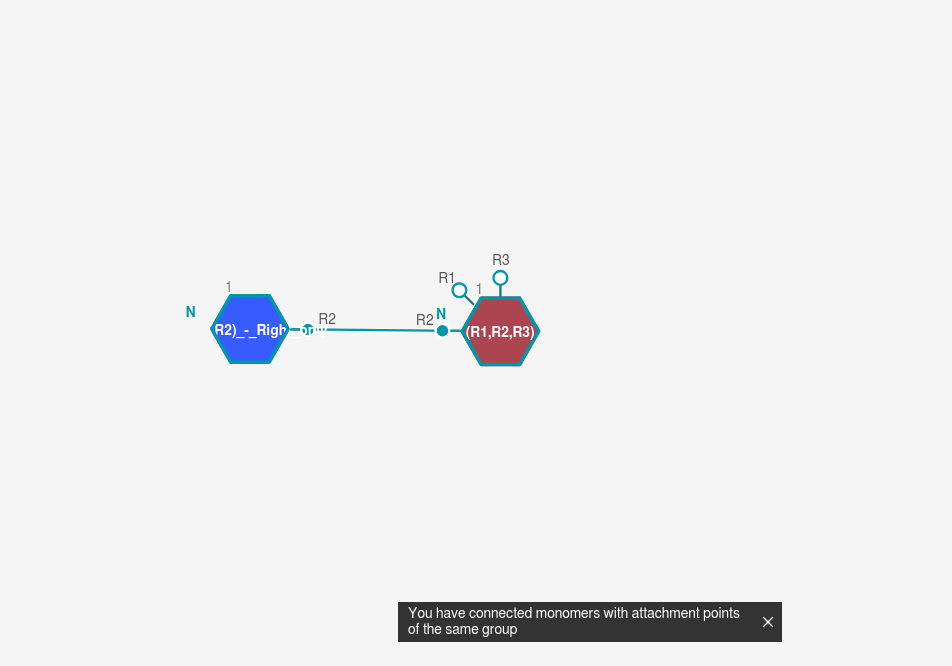 R3
R1
1
1
N
N
R2
R2
R2)_-_Righ
only
(R1,R2,R3)
You have connected monomers with attachment points
of the same group